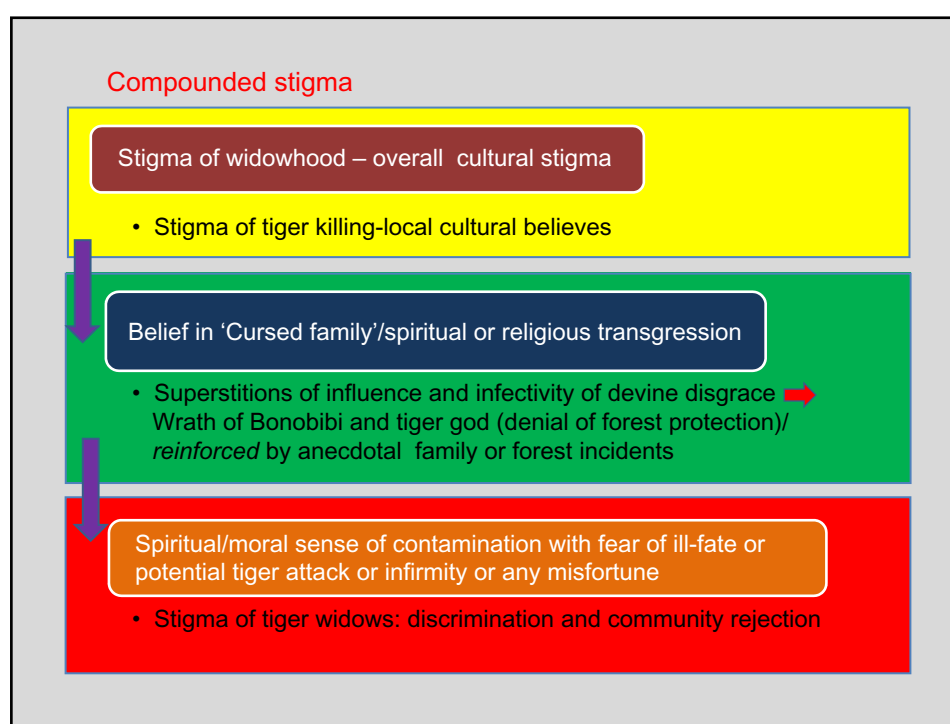 Compounded stigma
Stigma of widowhood – overall cultural stigma
• Stigma of tiger killing-local cultural believes
Belief in ‘Cursed family’/spiritual or religious transgression
• Superstitions of influence and infectivity of devine disgrace
Wrath of Bonobibi and tiger god (denial of forest protection)/
reinforced by anecdotal family or forest incidents
Spiritual/moral sense of contamination with fear of ill-fate or
potential tiger attack or infirmity or any misfortune
• Stigma of tiger widows: discrimination and community rejection